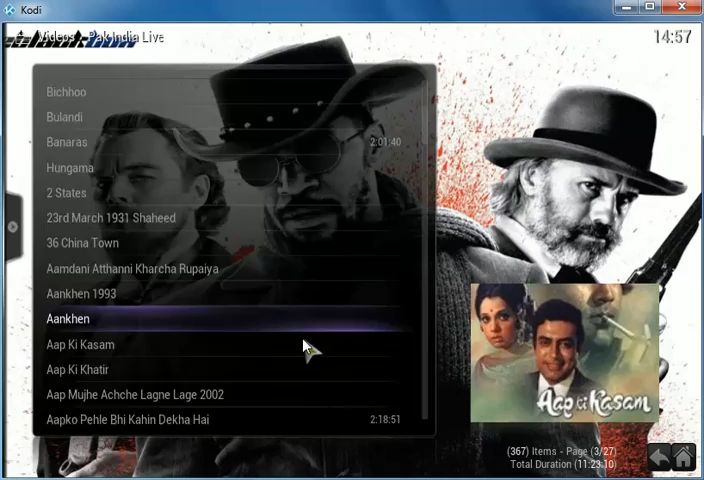 Kodi
Videos - Pak India Live
14:57
Bichhoo
Bulandi
Banaras 2:01:40
Hungama
2 States
23rd March 1931 Shaheed
36 China Town
Aamdani Atthanni Kharcha Rupaiya
Aankhen 1993
Aankhen
Aap Ki Kasam
Aap Ki Khatir
Aap Mujhe Achche Lagne Lage 2002
Aapko Pehle Bhi Kahin Dekha Hai 2:18:51
Aap ki Kasam
(367) Items - Page (3/27)
Total Duration (11:23:10)